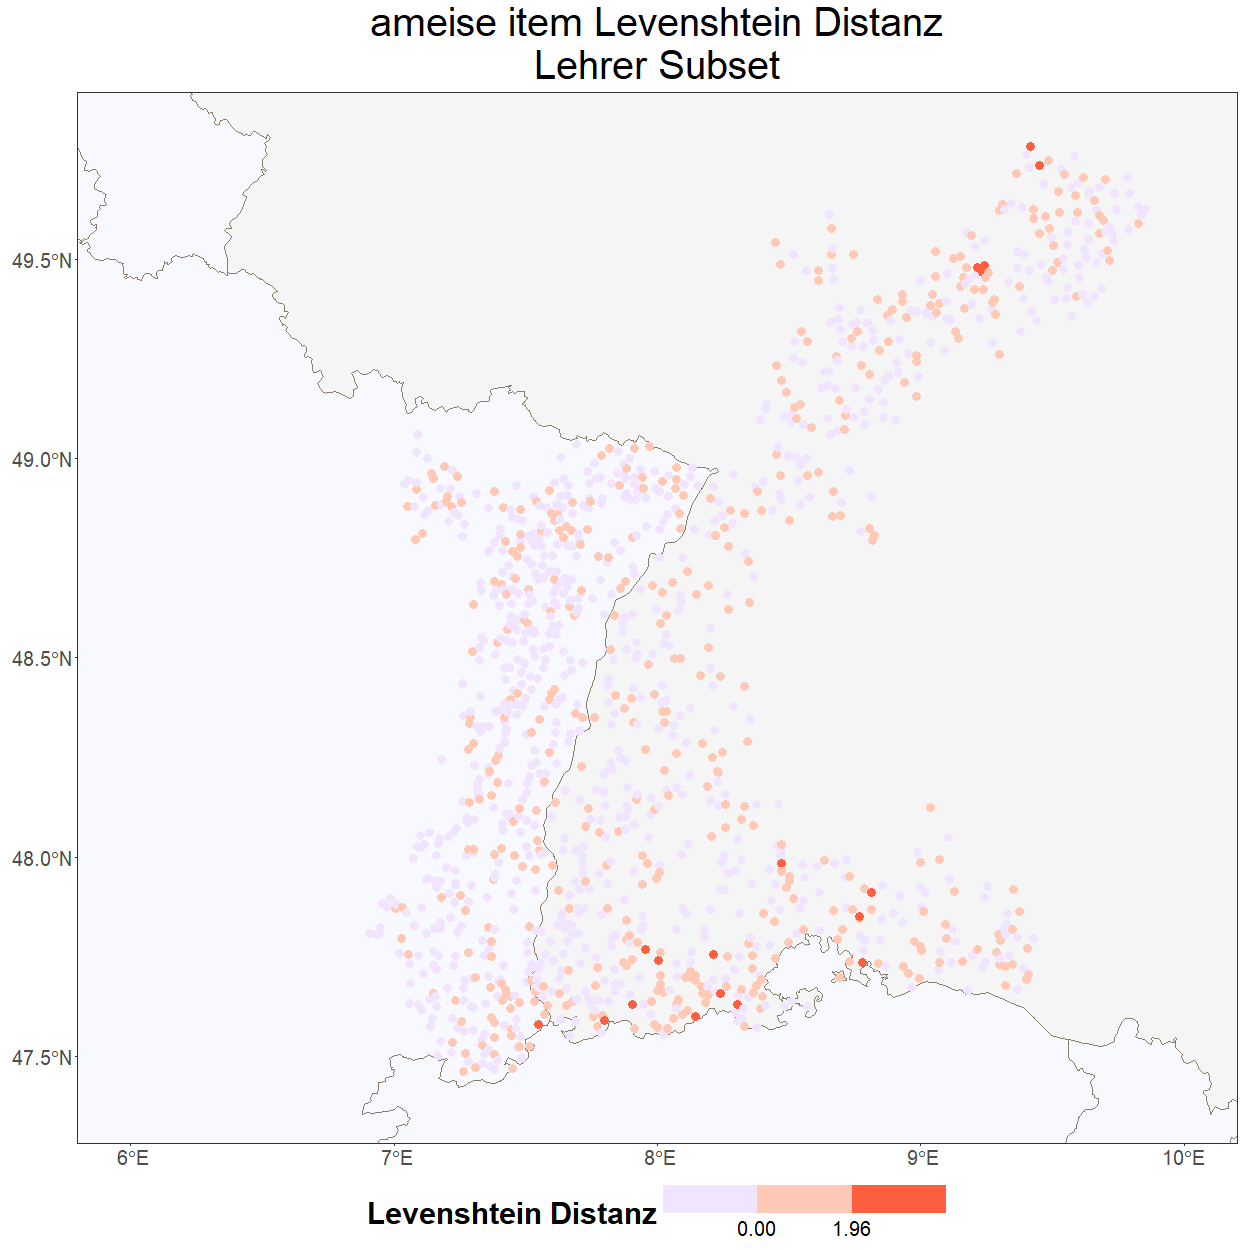 ameise item Levenshtein Distanz
Lehrer Subset
49.5°N
49.0°N
48.5°N
48.0°N
47.5°N
6°E 7°E 8°E 9°E 10°E
Levenshtein Distanz
0.00 1.96